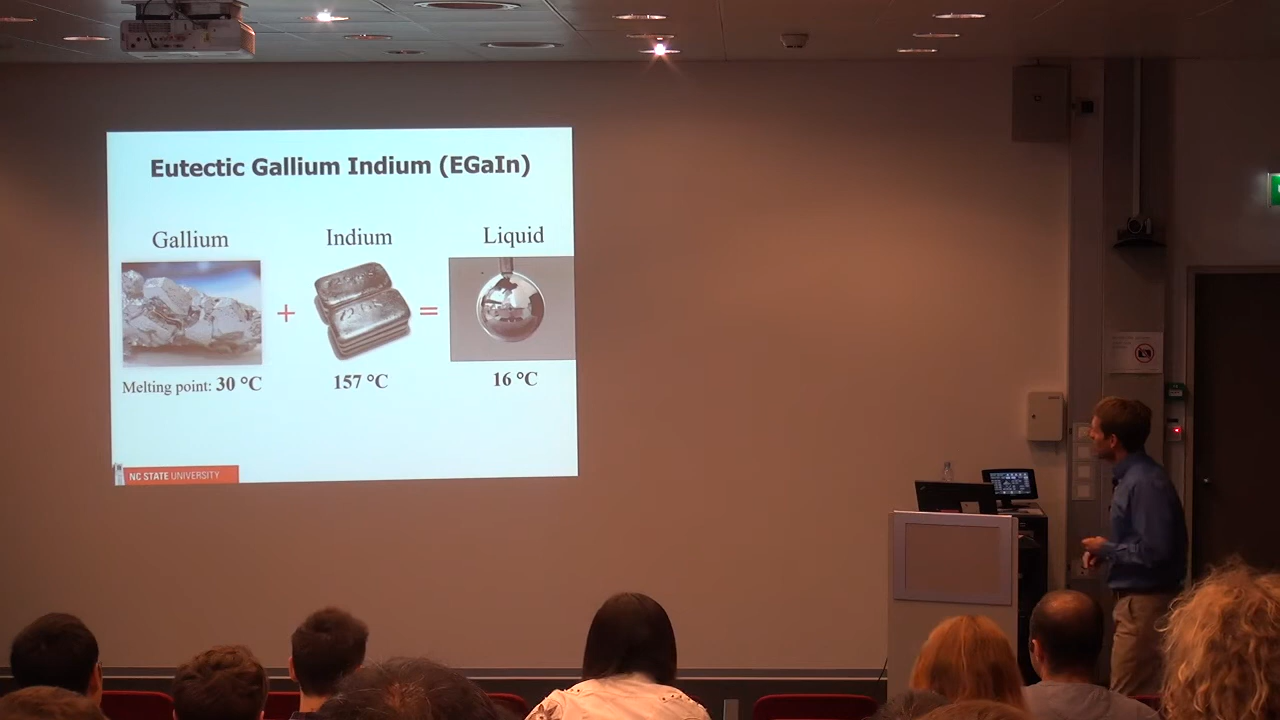 Eutectic Gallium Indium (EGaIn)
Gallium
Indium
Liquid
+
=
Melting point: 30 °C
157 °C
16 °C
NC STATE UNIVERSITY